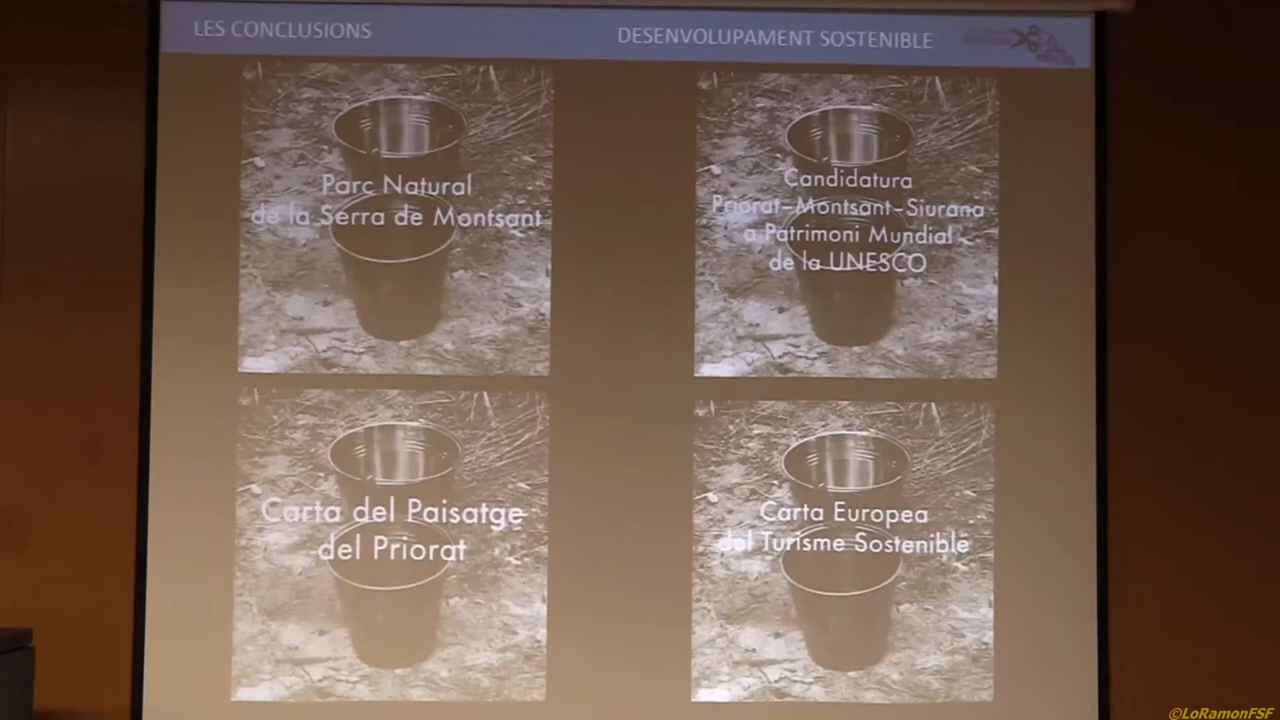 LES CONCLUSIONS
DESENVOLUPAMENT SOSTENIBLE
Parc Natural
de la Serra de Montsant
Candidatura
Priorat-Montsant-Siurana
a Patrimoni Mundial
de la UNESCO
Carta del Paisatge
del Priorat
Carta Europea
del Turisme Sostenible
©LoRamonFSF